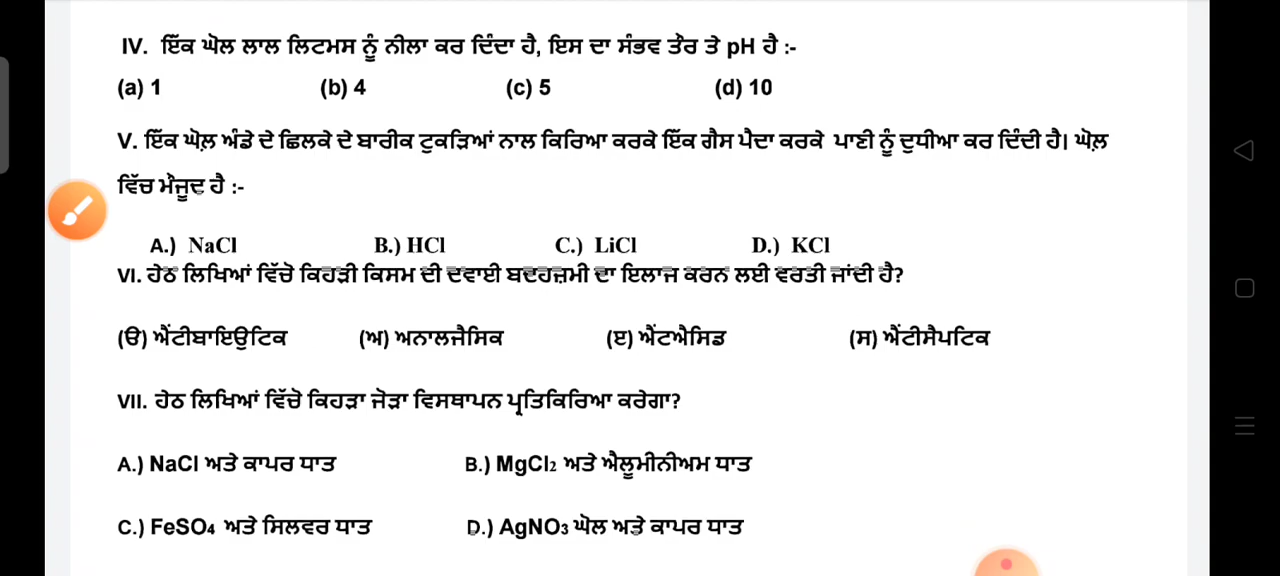 IV. ਇੱਕ ਘੋਲ ਲਾਲ ਲਿਟਮਸ ਨੂੰ ਨੀਲਾ ਕਰ ਦਿੰਦਾ ਹੈ, ਇਸ ਦਾ ਸੰਭਵ ਤੌਰ ਤੇ pH ਹੈ :-
(a) 1 (b) 4 (c) 5 (d) 10
V. ਇੱਕ ਘੋਲ਼ ਅੰਡੇ ਦੇ ਛਿਲਕੇ ਦੇ ਬਾਰੀਕ ਟੁਕੜਿਆਂ ਨਾਲ ਕਿਰਿਆ ਕਰਕੇ ਇੱਕ ਗੈਸ ਪੈਦਾ ਕਰਕੇ ਪਾਣੀ ਨੂੰ ਦੁਧੀਆ ਕਰ ਦਿੰਦੀ ਹੈ। ਘੋਲ਼
ਵਿੱਚ ਮੌਜੂਦ ਹੈ :-
A.) NaCl B.) HCl C.) LiCl D.) KCl
VI. ਹੇਠ ਲਿਖਿਆਂ ਵਿੱਚੋ ਕਿਹੜੀ ਕਿਸਮ ਦੀ ਦਵਾਈ ਬਦਹਜ਼ਮੀ ਦਾ ਇਲਾਜ ਕਰਨ ਲਈ ਵਰਤੀ ਜਾਂਦੀ ਹੈ?
(ੳ) ਐਂਟੀਬਾਇਉਟਿਕ (ਅ) ਅਨਾਲਜੈਸਿਕ (ੲ) ਐਂਟਐਸਿਡ (ਸ) ਐਂਟੀਸੈਪਟਿਕ
VII. ਹੇਠ ਲਿਖਿਆਂ ਵਿੱਚੋ ਕਿਹੜਾ ਜੋੜਾ ਵਿਸਥਾਪਨ ਪ੍ਰਤਿਕਿਰਿਆ ਕਰੇਗਾ?
A.) NaCl ਅਤੇ ਕਾਪਰ ਧਾਤ B.) MgCl₂ ਅਤੇ ਐਲੂਮੀਨੀਅਮ ਧਾਤ
C.) FeSO₄ ਅਤੇ ਸਿਲਵਰ ਧਾਤ D.) AgNO₃ ਘੋਲ ਅਤੇ ਕਾਪਰ ਧਾਤ